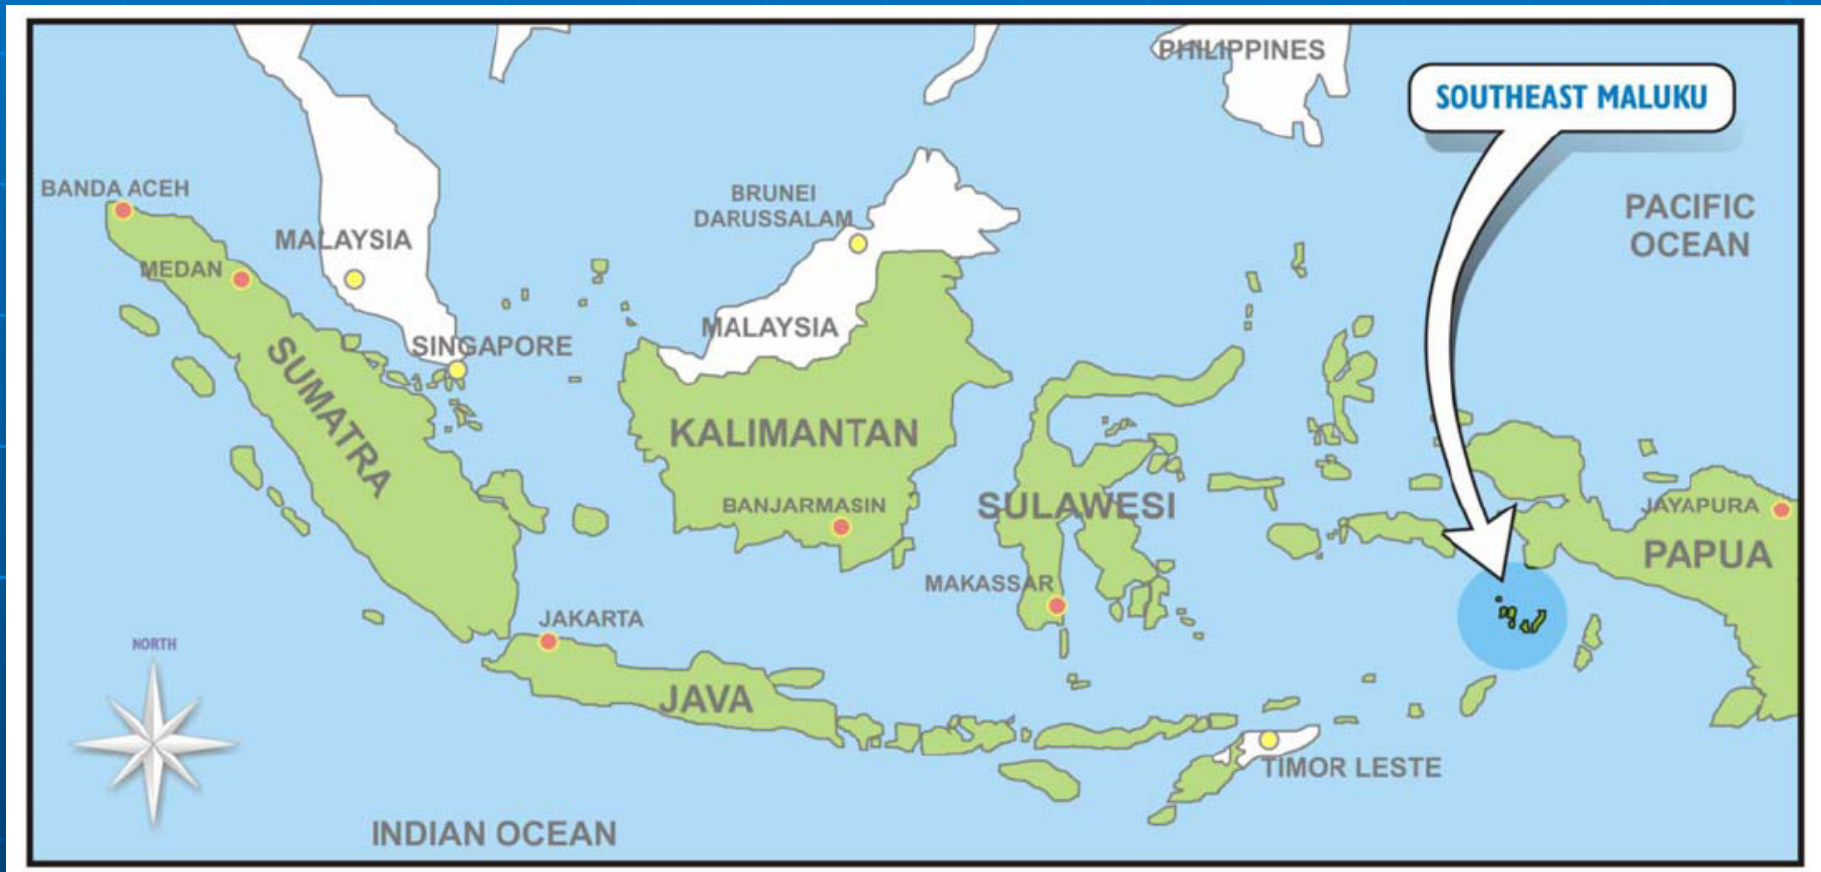 PHILIPPINES
SOUTHEAST MALUKU
BANDA ACEH
BRUNEI
DARUSSALAM
PACIFIC
OCEAN
MALAYSIA
MEDAN
MALAYSIA
SINGAPORE
SUMATRA
KALIMANTAN
BANJARMASIN
SULAWESI
JAYAPURA
PAPUA
MAKASSAR
JAKARTA
NORTH
JAVA
TIMOR LESTE
INDIAN OCEAN